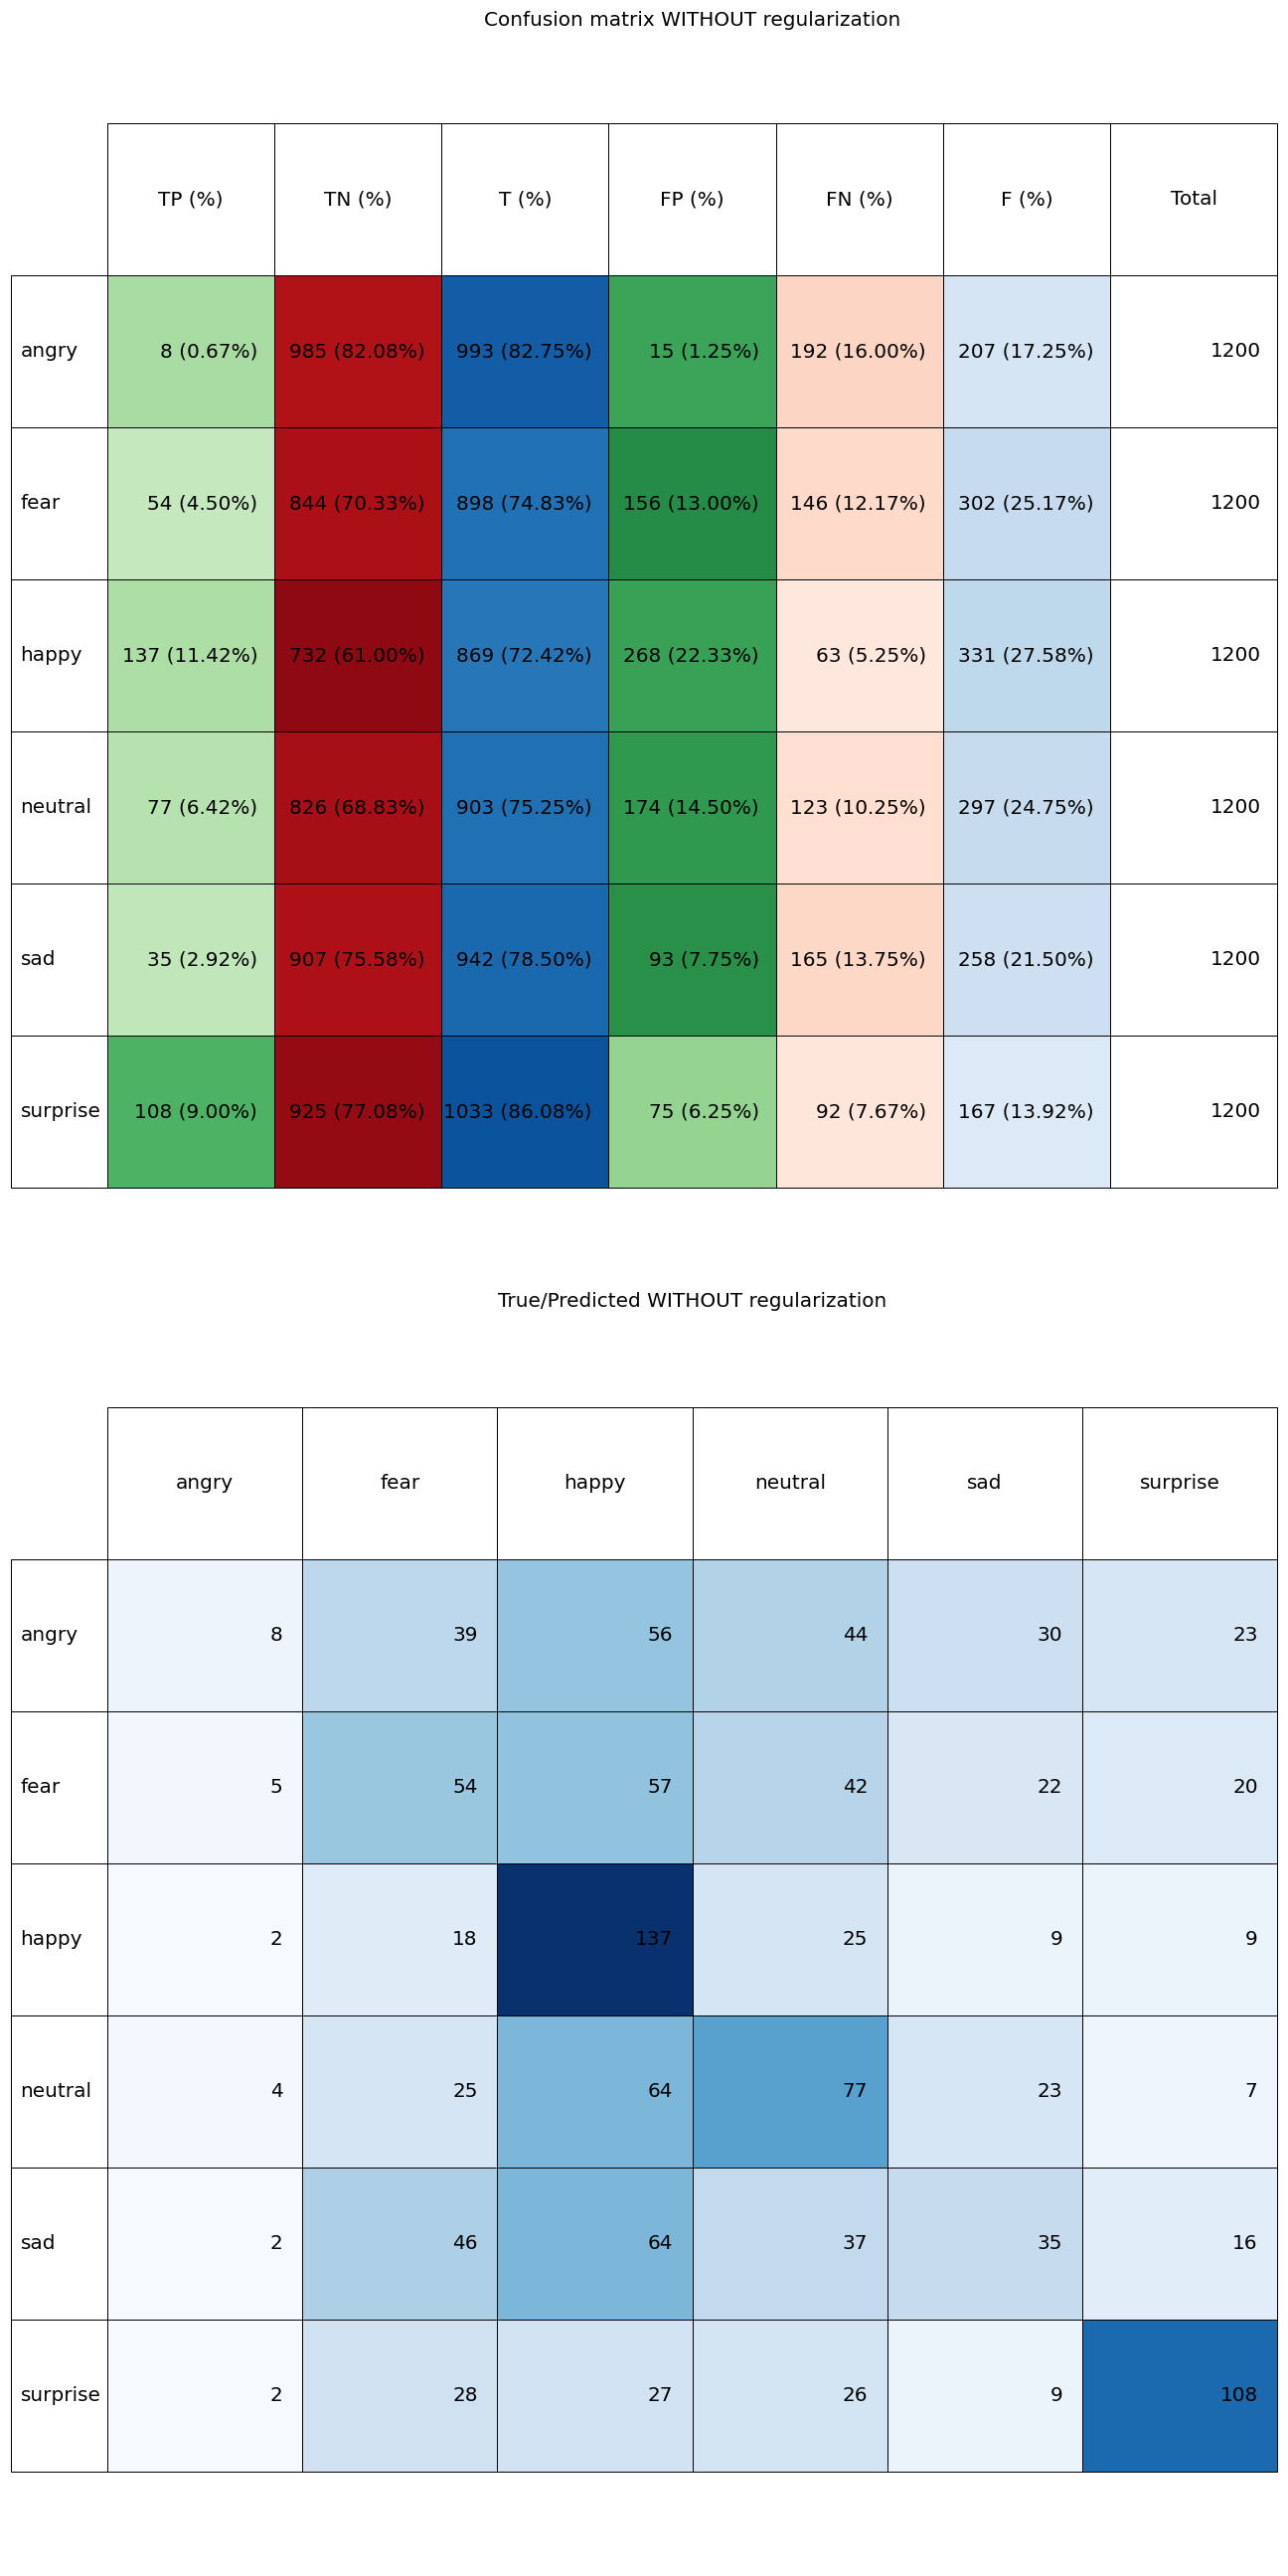 Confusion matrix WITHOUT regularization
TP (%) TN (%) T (%) FP (%) FN (%) F (%) Total
angry 8 (0.67%) 985 (82.08%) 993 (82.75%) 15 (1.25%) 192 (16.00%) 207 (17.25%) 1200
fear 54 (4.50%) 844 (70.33%) 898 (74.83%) 156 (13.00%) 146 (12.17%) 302 (25.17%) 1200
happy 137 (11.42%) 732 (61.00%) 869 (72.42%) 268 (22.33%) 63 (5.25%) 331 (27.58%) 1200
neutral 77 (6.42%) 826 (68.83%) 903 (75.25%) 174 (14.50%) 123 (10.25%) 297 (24.75%) 1200
sad 35 (2.92%) 907 (75.58%) 942 (78.50%) 93 (7.75%) 165 (13.75%) 258 (21.50%) 1200
surprise 108 (9.00%) 925 (77.08%) 1033 (86.08%) 75 (6.25%) 92 (7.67%) 167 (13.92%) 1200
True/Predicted WITHOUT regularization
angry fear happy neutral sad surprise
angry 8 39 56 44 30 23
fear 5 54 57 42 22 20
happy 2 18 137 25 9 9
neutral 4 25 64 77 23 7
sad 2 46 64 37 35 16
surprise 2 28 27 26 9 108